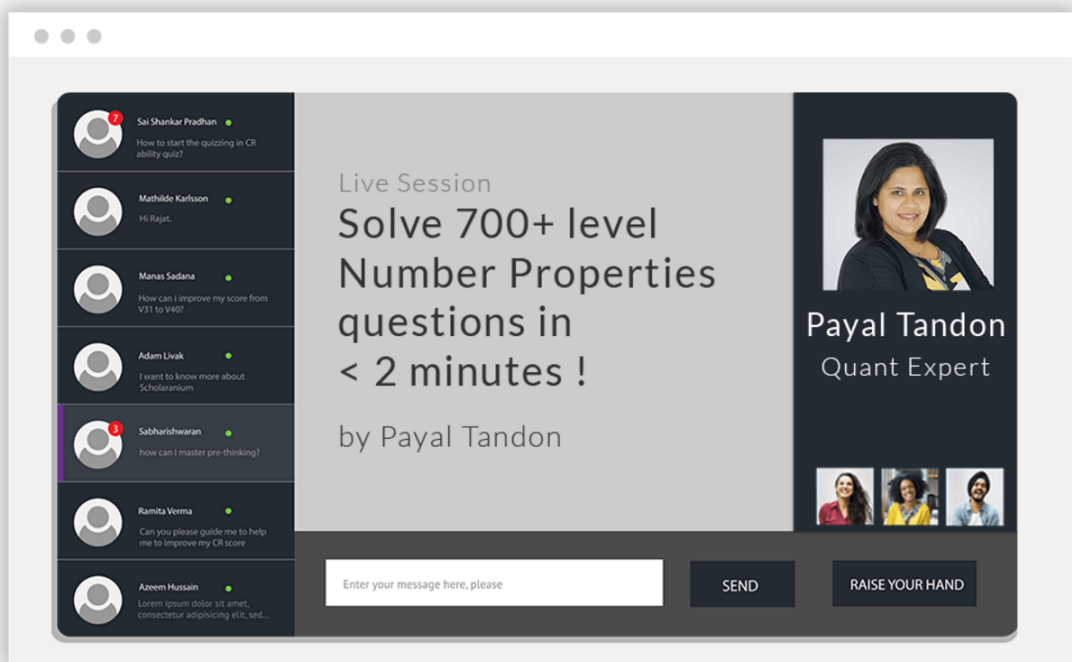 7
Sai Shankar Pradhan
How to start the quizzing in CR
ability quiz?
Mathilde Karlsson
Hi Rajat.
Manas Sadana
How can i improve my score from
V31 to V40?
Adam Livak
I want to know more about
Scholaranium
3
Sabharishwaran
how can I master pre-thinking?
Ramita Verma
Can you please guide me to help
me to improve my CR score
Azeem Hussain
Lorem ipsum dolor sit amet,
consectetur adipisicing elit, sed...
Live Session
Solve 700+ level
Number Properties
questions in
< 2 minutes !
by Payal Tandon
Payal Tandon
Quant Expert
Enter your message here, please
SEND
RAISE YOUR HAND